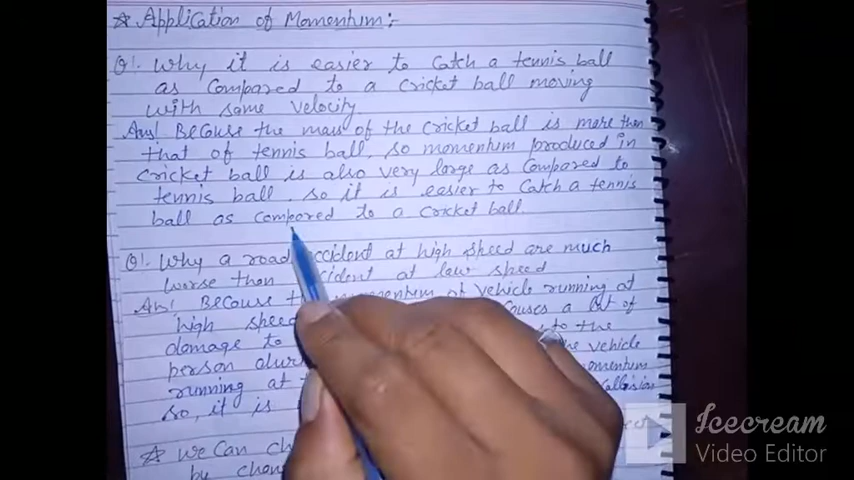 ☆ Application of Momentum:-
Q!. Why it is easier to catch a tennis ball
as compared to a cricket ball moving
with same velocity.
Ans! Because the mass of the cricket ball is more then
that of tennis ball, so momentum produced in
cricket ball is also very large as compared to
tennis ball. so it is easier to catch a tennis
ball as compared to a cricket ball.
Q!. Why a road accident at high speed are much
worse then accident at low speed
An! Because the momentum of vehicle running at
high speed causes a lot of
damage to to the
person vehicle
running at momentum
so, it is
☆ we can
by
Icecream
Video Editor